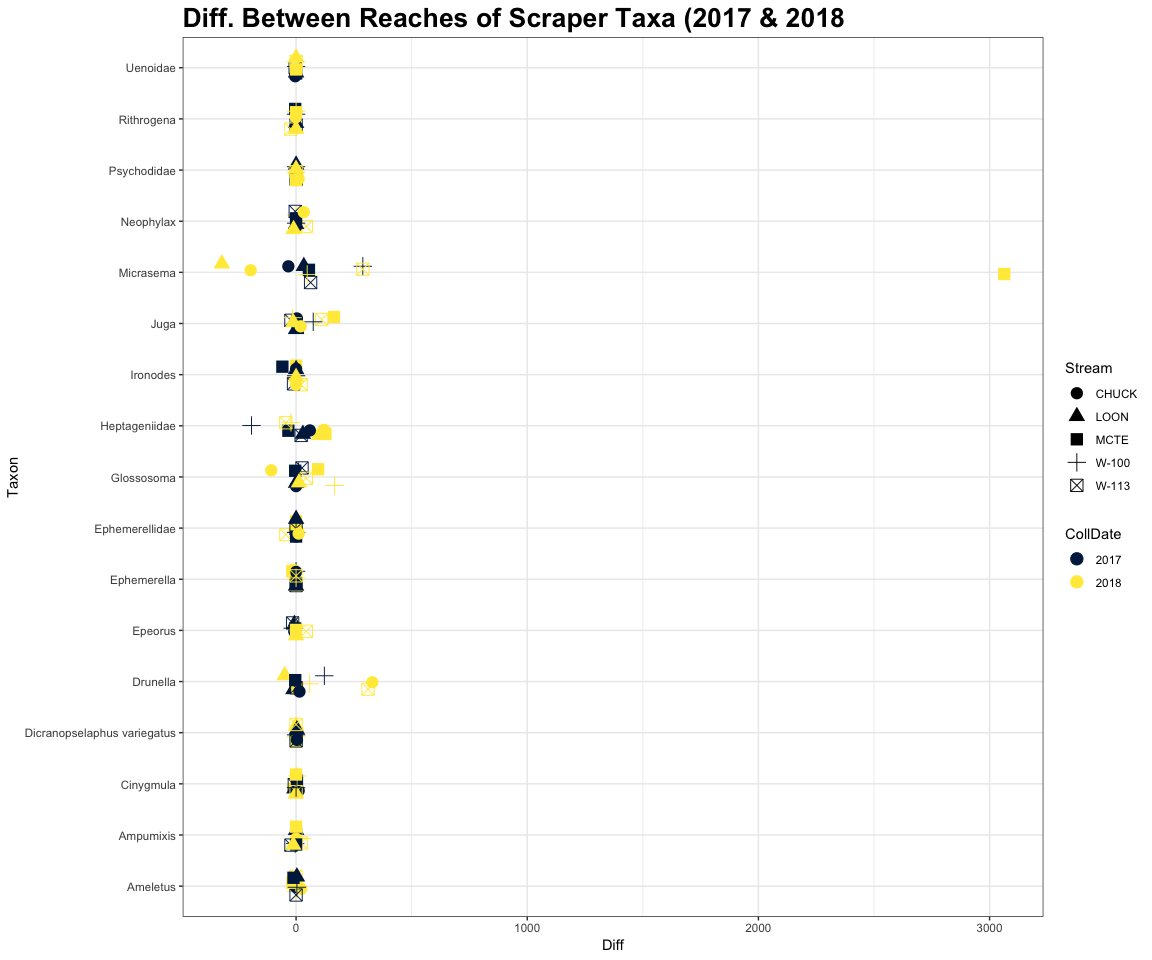 Diff. Between Reaches of Scraper Taxa (2017 & 2018
Uenoidae
Rithrogena
Psychodidae
Neophylax
Micrasema
Juga
Ironodes
Heptageniidae
Glossosoma
Ephemerellidae
Ephemerella
Epeorus
Drunella
Dicranopselaphus variegatus
Cinygmula
Ampumixis
Ameletus
Taxon
0 1000 2000 3000
Diff
Stream
CHUCK
LOON
MCTE
W-100
W-113
CollDate
2017
2018